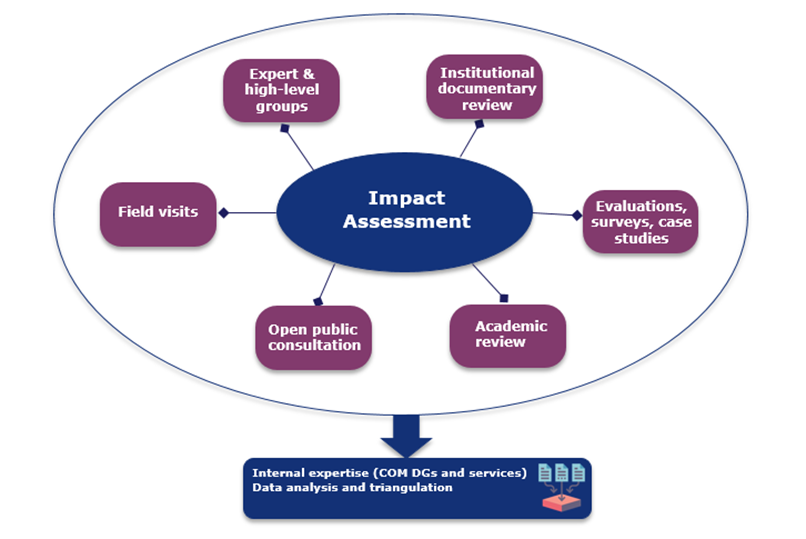 Expert &
high-level
groups
Institutional
documentary
review
Impact
Assessment
Field visits
Evaluations,
surveys, case
studies
Open public
consultation
Academic
review
Internal expertise (COM DGs and services)
Data analysis and triangulation